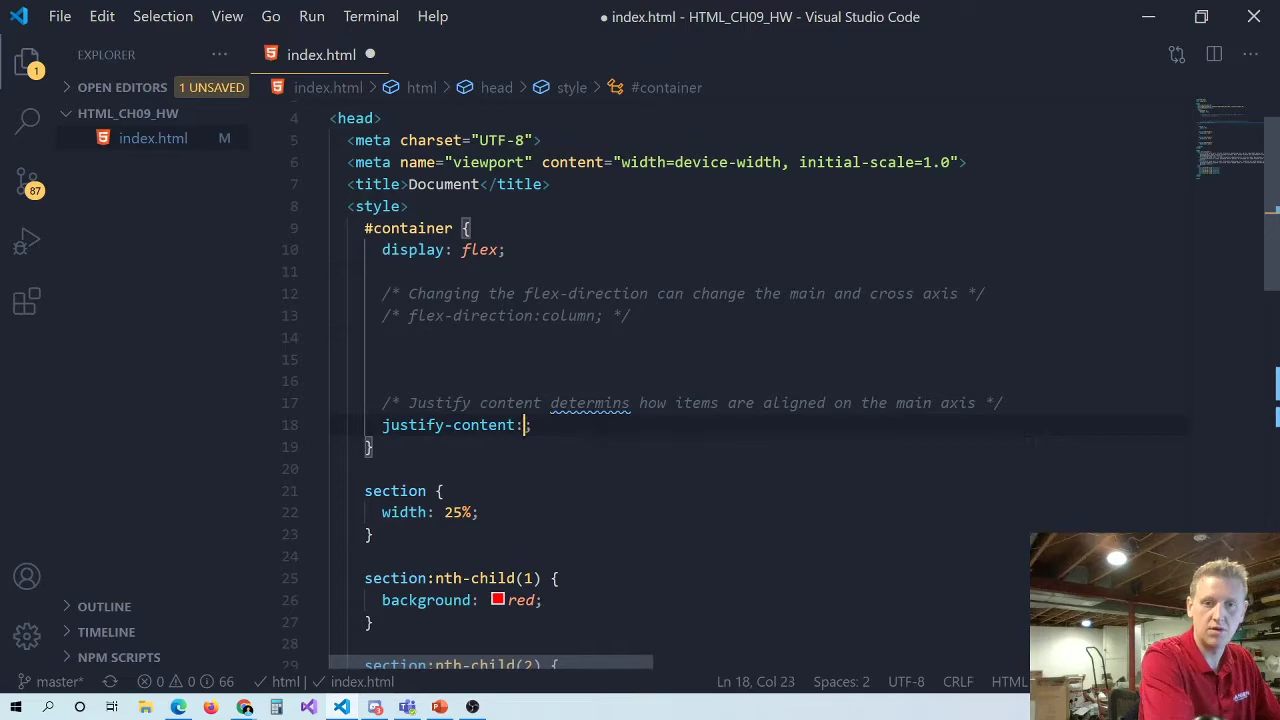 File Edit Selection View Go Run Terminal Help ● index.html - HTML_CH09_HW - Visual Studio Code
EXPLORER ··· index.html ●
OPEN EDITORS 1 UNSAVED index.html > html > head > style > #container
HTML_CH09_HW
index.html M
1
87
4 <head>
5 <meta charset="UTF-8">
6 <meta name="viewport" content="width=device-width, initial-scale=1.0">
7 <title>Document</title>
8 <style>
9 #container {
10 display: flex;
11
12 /* Changing the flex-direction can change the main and cross axis */
13 /* flex-direction:column; */
14
15
16
17 /* Justify content determins how items are aligned on the main axis */
18 justify-content:;
19 }
20
21 section {
22 width: 25%;
23 }
24
25 section:nth-child(1) {
26 background: red;
27 }
28
29 section:nth-child(2) {
OUTLINE
TIMELINE
NPM SCRIPTS
master* 0 0 66 html index.html Ln 18, Col 23 Spaces: 2 UTF-8 CRLF HTML